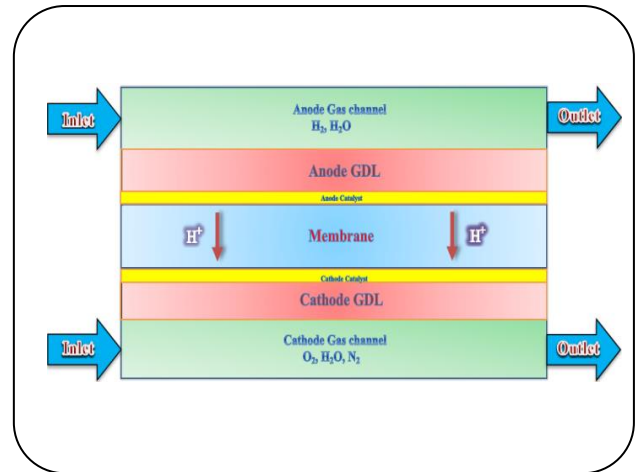 Anode Gas channel
H₂, H₂O
Inlet
Outlet
Anode GDL
Anode Catalyst
H⁺
Membrane
H⁺
Cathode Catalyst
Cathode GDL
Cathode Gas channel
O₂, H₂O, N₂
Inlet
Outlet